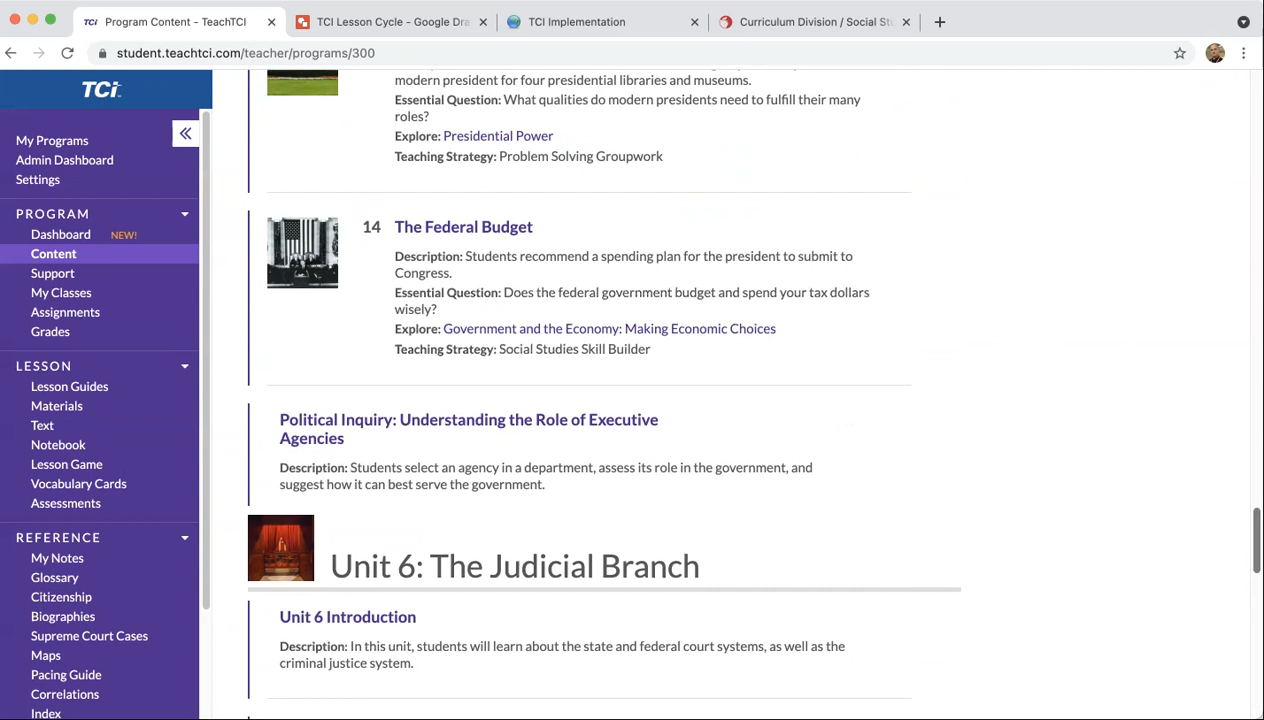 Program Content - TeachTCI
TCI Lesson Cycle - Google Dra
TCI Implementation
Curriculum Division / Social St
student.teachtci.com/teacher/programs/300
TCi
My Programs
Admin Dashboard
Settings
PROGRAM
Dashboard NEW!
Content
Support
My Classes
Assignments
Grades
LESSON
Lesson Guides
Materials
Text
Notebook
Lesson Game
Vocabulary Cards
Assessments
REFERENCE
My Notes
Glossary
Citizenship
Biographies
Supreme Court Cases
Maps
Pacing Guide
Correlations
Index
modern president for four presidential libraries and museums.
Essential Question: What qualities do modern presidents need to fulfill their many
roles?
Explore: Presidential Power
Teaching Strategy: Problem Solving Groupwork
14 The Federal Budget
Description: Students recommend a spending plan for the president to submit to
Congress.
Essential Question: Does the federal government budget and spend your tax dollars
wisely?
Explore: Government and the Economy: Making Economic Choices
Teaching Strategy: Social Studies Skill Builder
Political Inquiry: Understanding the Role of Executive
Agencies
Description: Students select an agency in a department, assess its role in the government, and
suggest how it can best serve the government.
Unit 6: The Judicial Branch
Unit 6 Introduction
Description: In this unit, students will learn about the state and federal court systems, as well as the
criminal justice system.